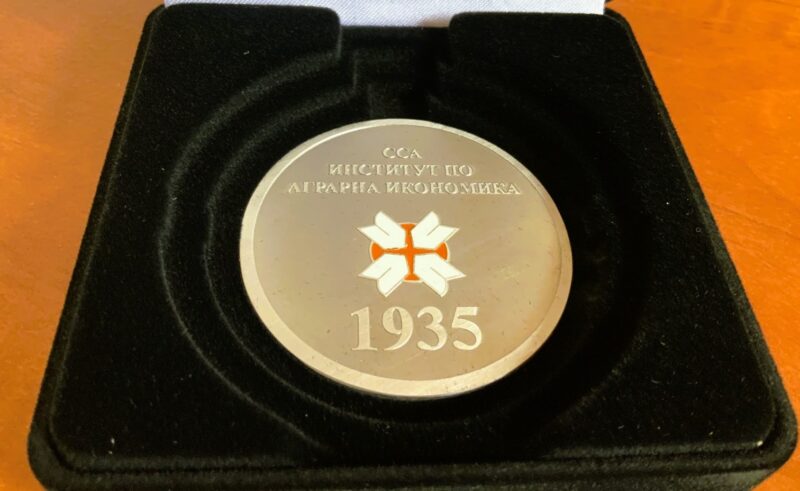 ССА
ИНСТИТУТ ПО
АГРАРНА ИКОНОМИКА
1935